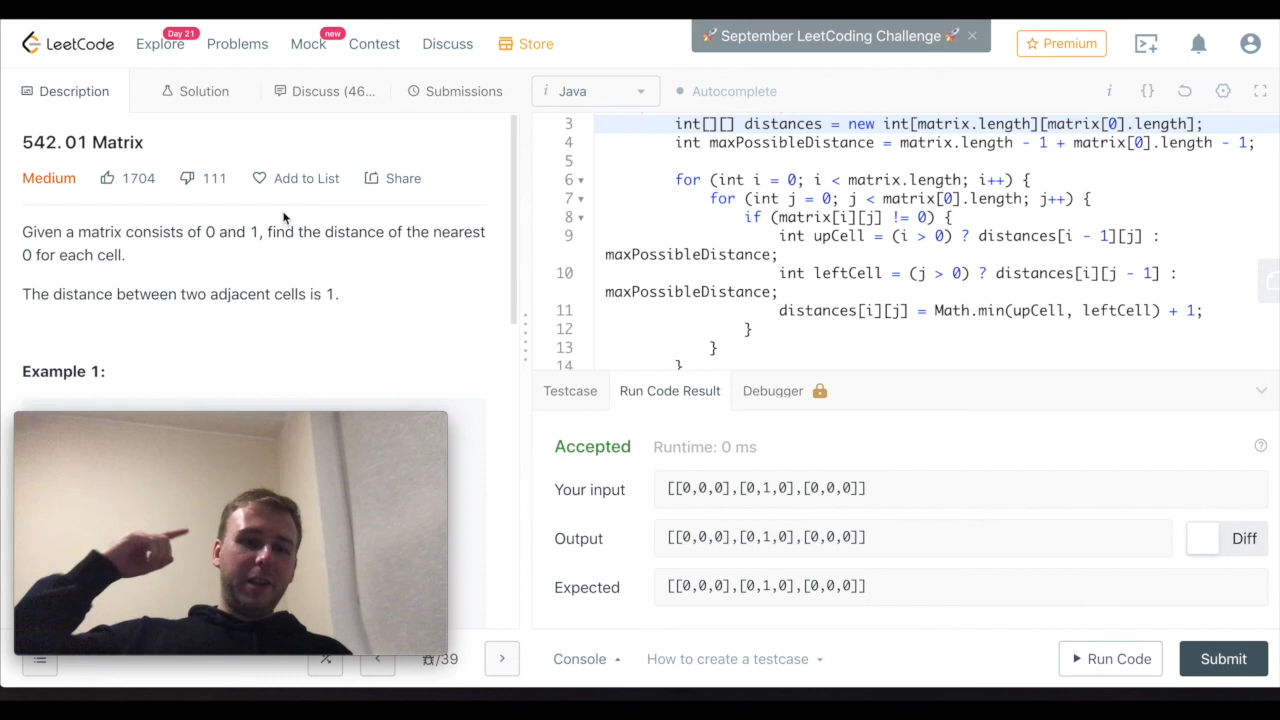 LeetCode
Explore
Day 21
Problems
Mock
new
Contest
Discuss
Store
🚀 September LeetCoding Challenge 🚀 ×
Premium
Description
Solution
Discuss (46...
Submissions
i Java
Autocomplete
542. 01 Matrix
Medium 1704 111 Add to List Share
Given a matrix consists of 0 and 1, find the distance of the nearest
0 for each cell.
The distance between two adjacent cells is 1.
Example 1:
3 int[][] distances = new int[matrix.length][matrix[0].length];
4 int maxPossibleDistance = matrix.length - 1 + matrix[0].length - 1;
5
6 for (int i = 0; i < matrix.length; i++) {
7 for (int j = 0; j < matrix[0].length; j++) {
8 if (matrix[i][j] != 0) {
9 int upCell = (i > 0) ? distances[i - 1][j] :
maxPossibleDistance;
10 int leftCell = (j > 0) ? distances[i][j - 1] :
maxPossibleDistance;
11 distances[i][j] = Math.min(upCell, leftCell) + 1;
12 }
13 }
14 }
Testcase
Run Code Result
Debugger
Accepted Runtime: 0 ms
Your input [[0,0,0],[0,1,0],[0,0,0]]
Output [[0,0,0],[0,1,0],[0,0,0]] Diff
Expected [[0,0,0],[0,1,0],[0,0,0]]
/39
Console
How to create a testcase
Run Code
Submit